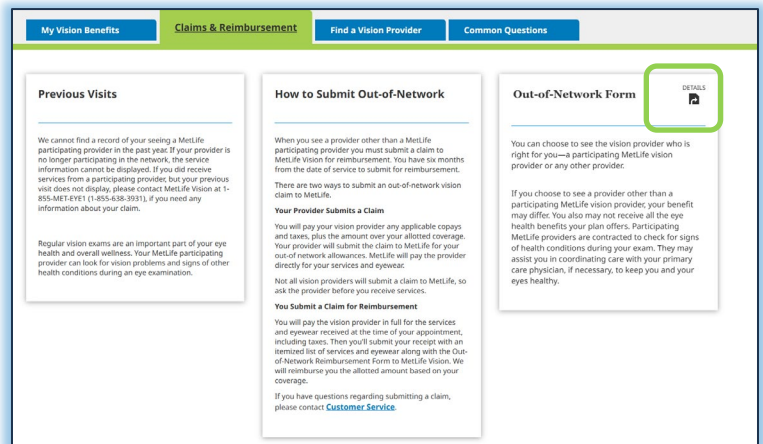 My Vision Benefits
Claims & Reimbursement
Find a Vision Provider
Common Questions
Previous Visits
We cannot find a record of your seeing a MetLife
participating provider in the past year. If your provider is
no longer participating in the network, the service
information cannot be displayed. If you did receive
services from a participating provider, but your previous
visit does not display, please contact MetLife Vision at 1-
855-MET-EYE1 (1-855-638-3931), if you need any
information about your claim.
Regular vision exams are an important part of your eye
health and overall wellness. Your MetLife participating
provider can look for vision problems and signs of other
health conditions during an eye examination.
How to Submit Out-of-Network
When you see a provider other than a MetLife
participating provider you must submit a claim to
MetLife Vision for reimbursement. You have six months
from the date of service to submit for reimbursement.
There are two ways to submit an out-of-network vision
claim to MetLife.
Your Provider Submits a Claim
You will pay your vision provider any applicable copays
and taxes, plus the amount over your allotted coverage.
Your provider will submit the claim to MetLife for your
out-of network allowances. MetLife will pay the provider
directly for your services and eyewear.
Not all vision providers will submit a claim to MetLife, so
ask the provider before you receive services.
You Submit a Claim for Reimbursement
You will pay the vision provider in full for the services
and eyewear received at the time of your appointment,
including taxes. Then you'll submit your receipt with an
itemized list of services and eyewear along with the Out-
of-Network Reimbursement Form to MetLife Vision. We
will reimburse you the allotted amount based on your
coverage.
If you have questions regarding submitting a claim,
please contact Customer Service.
Out-of-Network Form
DETAILS
You can choose to see the vision provider who is
right for you—a participating MetLife vision
provider or any other provider.
If you choose to see a provider other than a
participating MetLife vision provider, your benefit
may differ. You also may not receive all the eye
health benefits your plan offers. Participating
MetLife providers are contracted to check for signs
of health conditions during your exam. They may
assist you in coordinating care with your primary
care physician, if necessary, to keep you and your
eyes healthy.